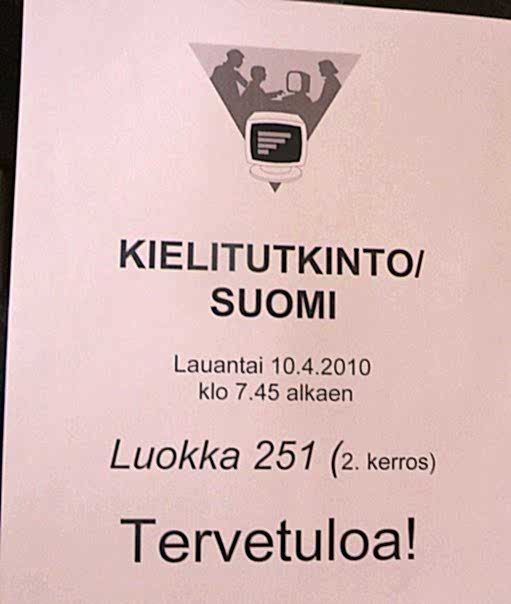 KIELITUTKINTO/
SUOMI
Lauantai 10.4.2010
klo 7.45 alkaen
Luokka 251 (2. kerros)
Tervetuloa!